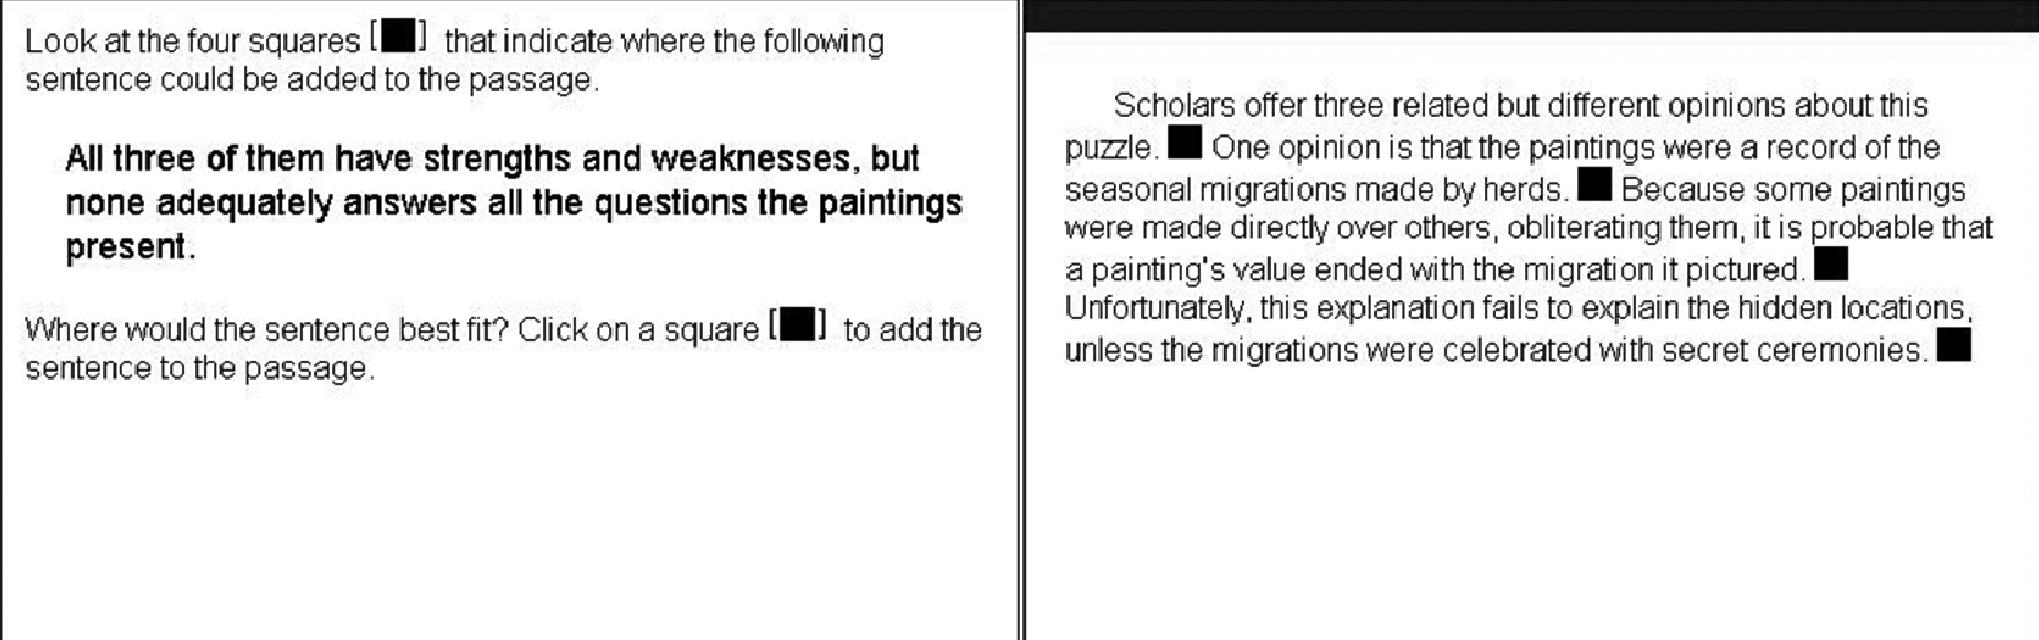 Look at the four squares [■] that indicate where the following
sentence could be added to the passage.
All three of them have strengths and weaknesses, but
none adequately answers all the questions the paintings
present.
Where would the sentence best fit? Click on a square [■] to add the
sentence to the passage.
Scholars offer three related but different opinions about this
puzzle. ■ One opinion is that the paintings were a record of the
seasonal migrations made by herds. ■ Because some paintings
were made directly over others, obliterating them, it is probable that
a painting's value ended with the migration it pictured. ■
Unfortunately, this explanation fails to explain the hidden locations,
unless the migrations were celebrated with secret ceremonies. ■